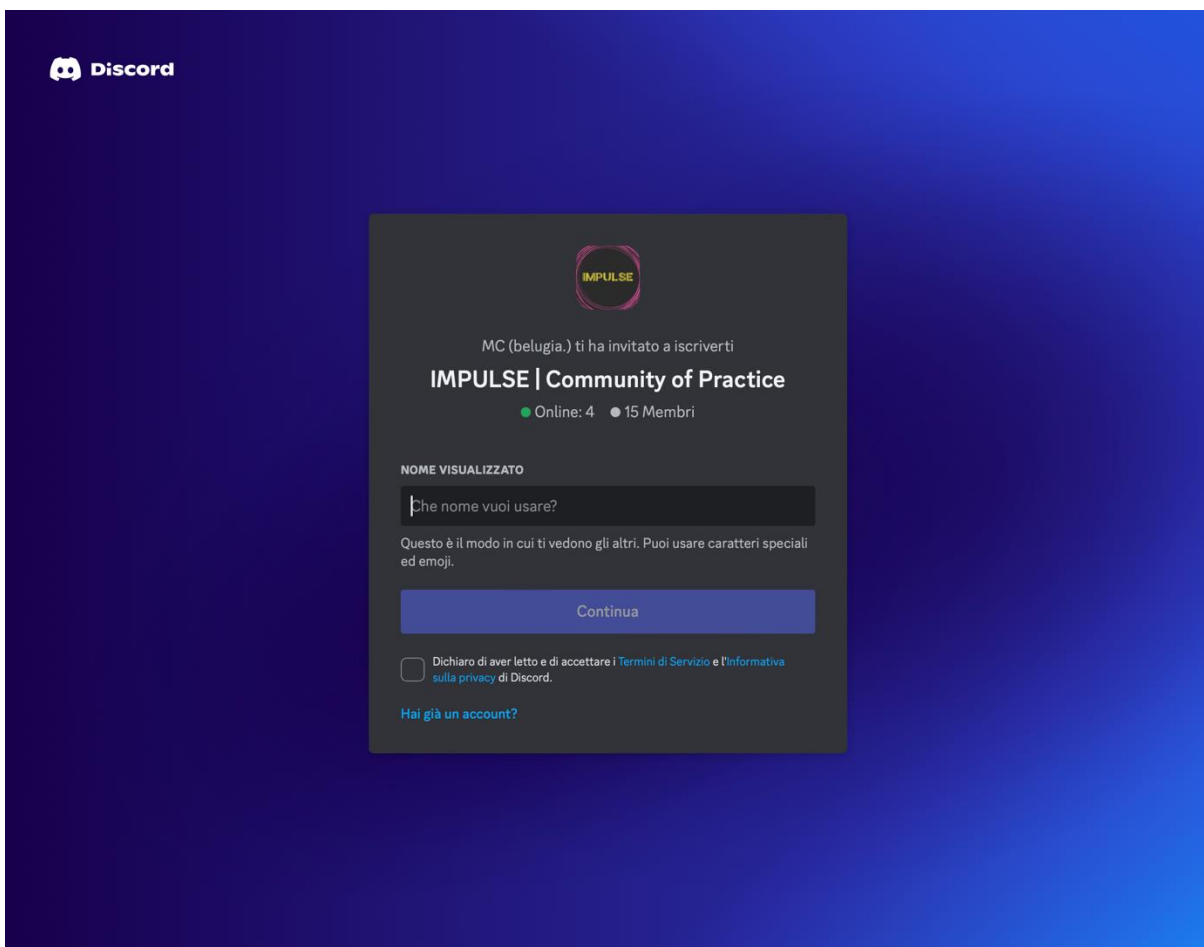 Discord
IMPULSE
MC (belugia.) ti ha invitato a iscriverti
IMPULSE | Community of Practice
Online: 4 15 Membri
NOME VISUALIZZATO
Che nome vuoi usare?
Questo è il modo in cui ti vedono gli altri. Puoi usare caratteri speciali
ed emoji.
Continua
Dichiaro di aver letto e di accettare i Termini di Servizio e l'Informativa
sulla privacy di Discord.
Hai già un account?